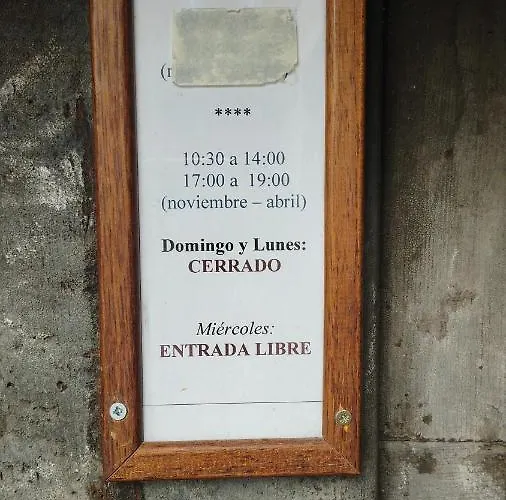 ****
10:30 a 14:00
17:00 a 19:00
(noviembre – abril)
Domingo y Lunes:
CERRADO
Miércoles:
ENTRADA LIBRE